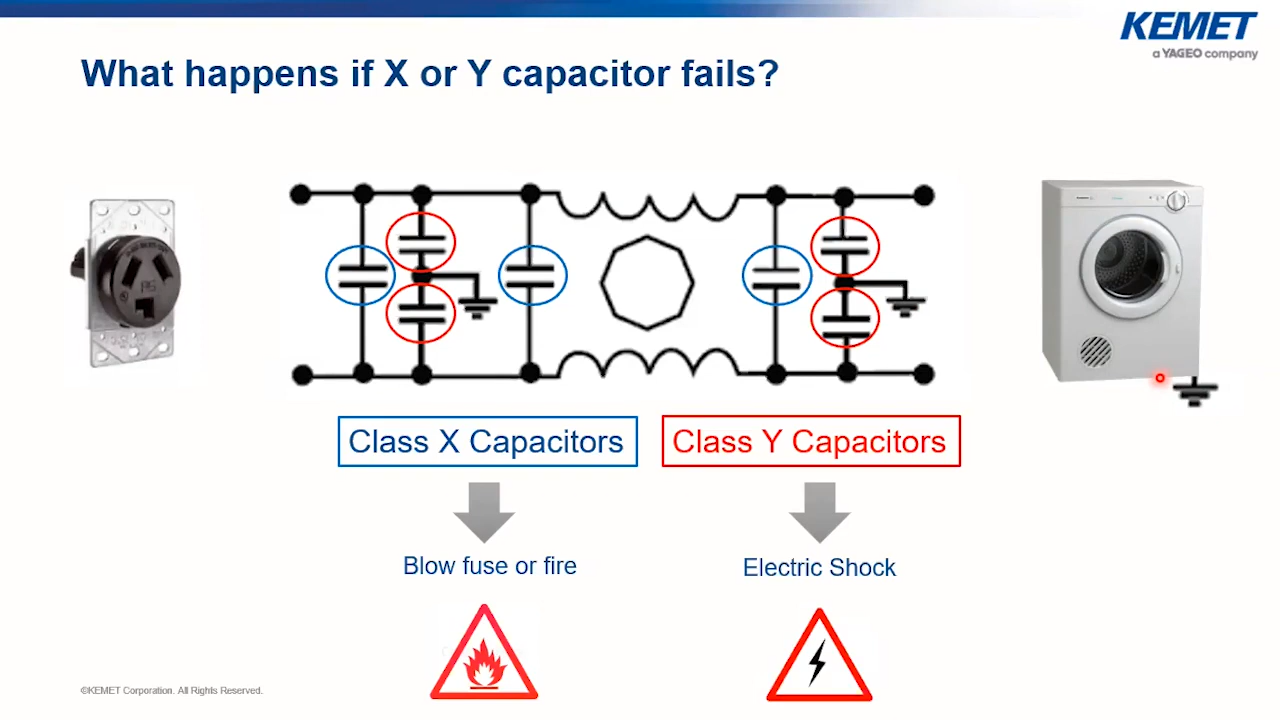 KEMET
a YAGEO company
What happens if X or Y capacitor fails?
Class X Capacitors
Class Y Capacitors
Blow fuse or fire
Electric Shock
©KEMET Corporation. All Rights Reserved.